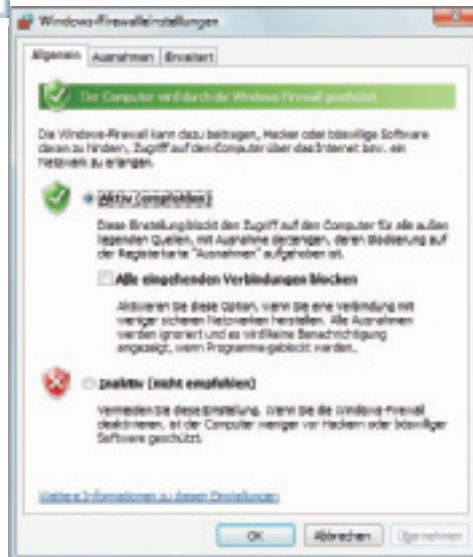 Windows-Firewalleinstellungen
Allgemein Ausnahmen Erweitert
Der Computer wird durch die Windows-Firewall geschützt.
Die Windows-Firewall kann dazu beitragen, Hacker oder böswillige Software
daran zu hindern, Zugriff auf den Computer über das Internet bzw. ein
Netzwerk zu erlangen.
Aktiv (empfohlen)
Diese Einstellung blockt den Zugriff auf den Computer für alle außen
liegenden Quellen, mit Ausnahme derjenigen, deren Blockierung auf
der Registerkarte "Ausnahmen" aufgehoben ist.
Alle eingehenden Verbindungen blocken
Aktivieren Sie diese Option, wenn Sie eine Verbindung mit
weniger sicheren Netzwerken herstellen. Alle Ausnahmen
werden ignoriert und es wird keine Benachrichtigung
angezeigt, wenn Programme geblockt werden.
Inaktiv (nicht empfohlen)
Vermeiden Sie diese Einstellung. Wenn Sie die Windows-Firewall
deaktivieren, ist der Computer weniger vor Hackern oder böswilliger
Software geschützt.
Weitere Informationen zu diesen Einstellungen
OK Abbrechen Übernehmen